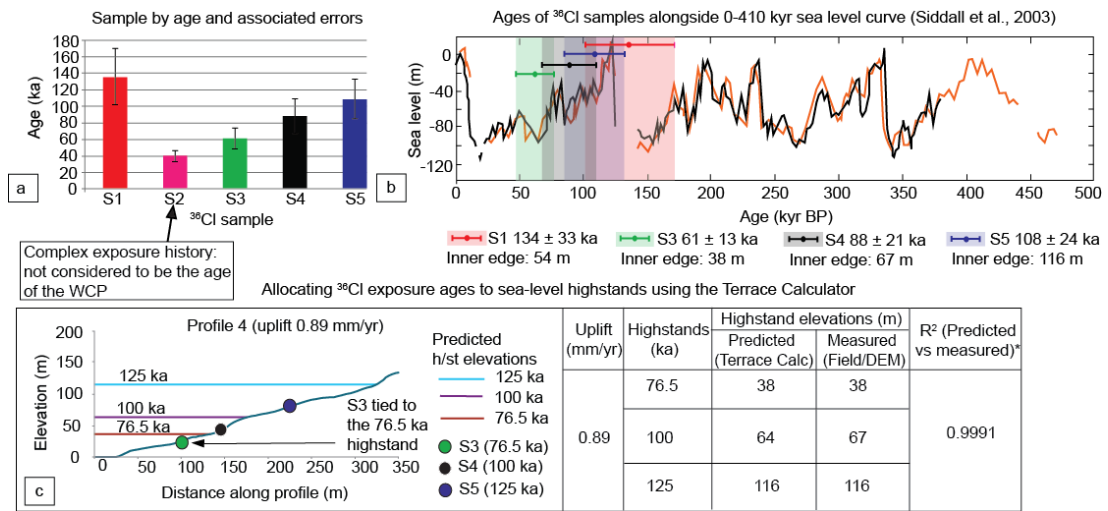 Sample by age and associated errors
180
160
140
120
100
80
60
40
20
0
Age (ka)
S1 S2 S3 S4 S5
³⁶Cl sample
a
Complex exposure history:
not considered to be the age
of the WCP
Ages of ³⁶Cl samples alongside 0-410 kyr sea level curve (Siddall et al., 2003)
0
-40
-80
-120
Sea level (m)
0 50 100 150 200 250 300 350 400 450 500
Age (kyr BP)
b
S1 134 ± 33 ka
Inner edge: 54 m
S3 61 ± 13 ka
Inner edge: 38 m
S4 88 ± 21 ka
Inner edge: 67 m
S5 108 ± 24 ka
Inner edge: 116 m
Allocating ³⁶Cl exposure ages to sea-level highstands using the Terrace Calculator
Profile 4 (uplift 0.89 mm/yr)
200
150
100
50
0
Elevation (m)
125 ka
100 ka
76.5 ka
S3 tied to
the 76.5 ka
highstand
0 50 100 150 200 250 300 350
Distance along profile (m)
c
Predicted
h/st elevations
125 ka
100 ka
76.5 ka
S3 (76.5 ka)
S4 (100 ka)
S5 (125 ka)
Uplift (mm/yr)
Highstands (ka)
Highstand elevations (m)
Predicted (Terrace Calc)
Measured (Field/DEM)
R² (Predicted vs measured)*
0.89
76.5 38 38
100 64 67
125 116 116
0.9991